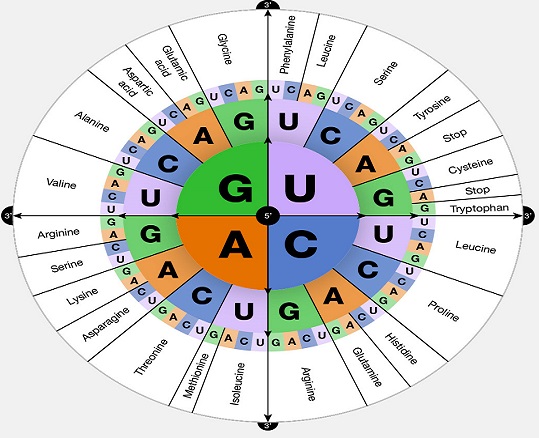 3'
Phenylalanine
Leucine
Serine
Tyrosine
Stop
Cysteine
Stop
Tryptophan
3'
Leucine
Proline
Histidine
Glutamine
Arginine
3'
Isoleucine
Methionine
Threonine
Asparagine
Lysine
Serine
Arginine
3'
Valine
Alanine
Aspartic
acid
Glutamic
acid
Glycine
U C A G U C A G U C A G U C A G
U C A G U C A G U C A G U C A G
U C A G U C A G U C A G U C A G
U C A G U C A G U C A G U C A G
U C A G
U C A G
U C A G
U C A G
G U
5'
A C